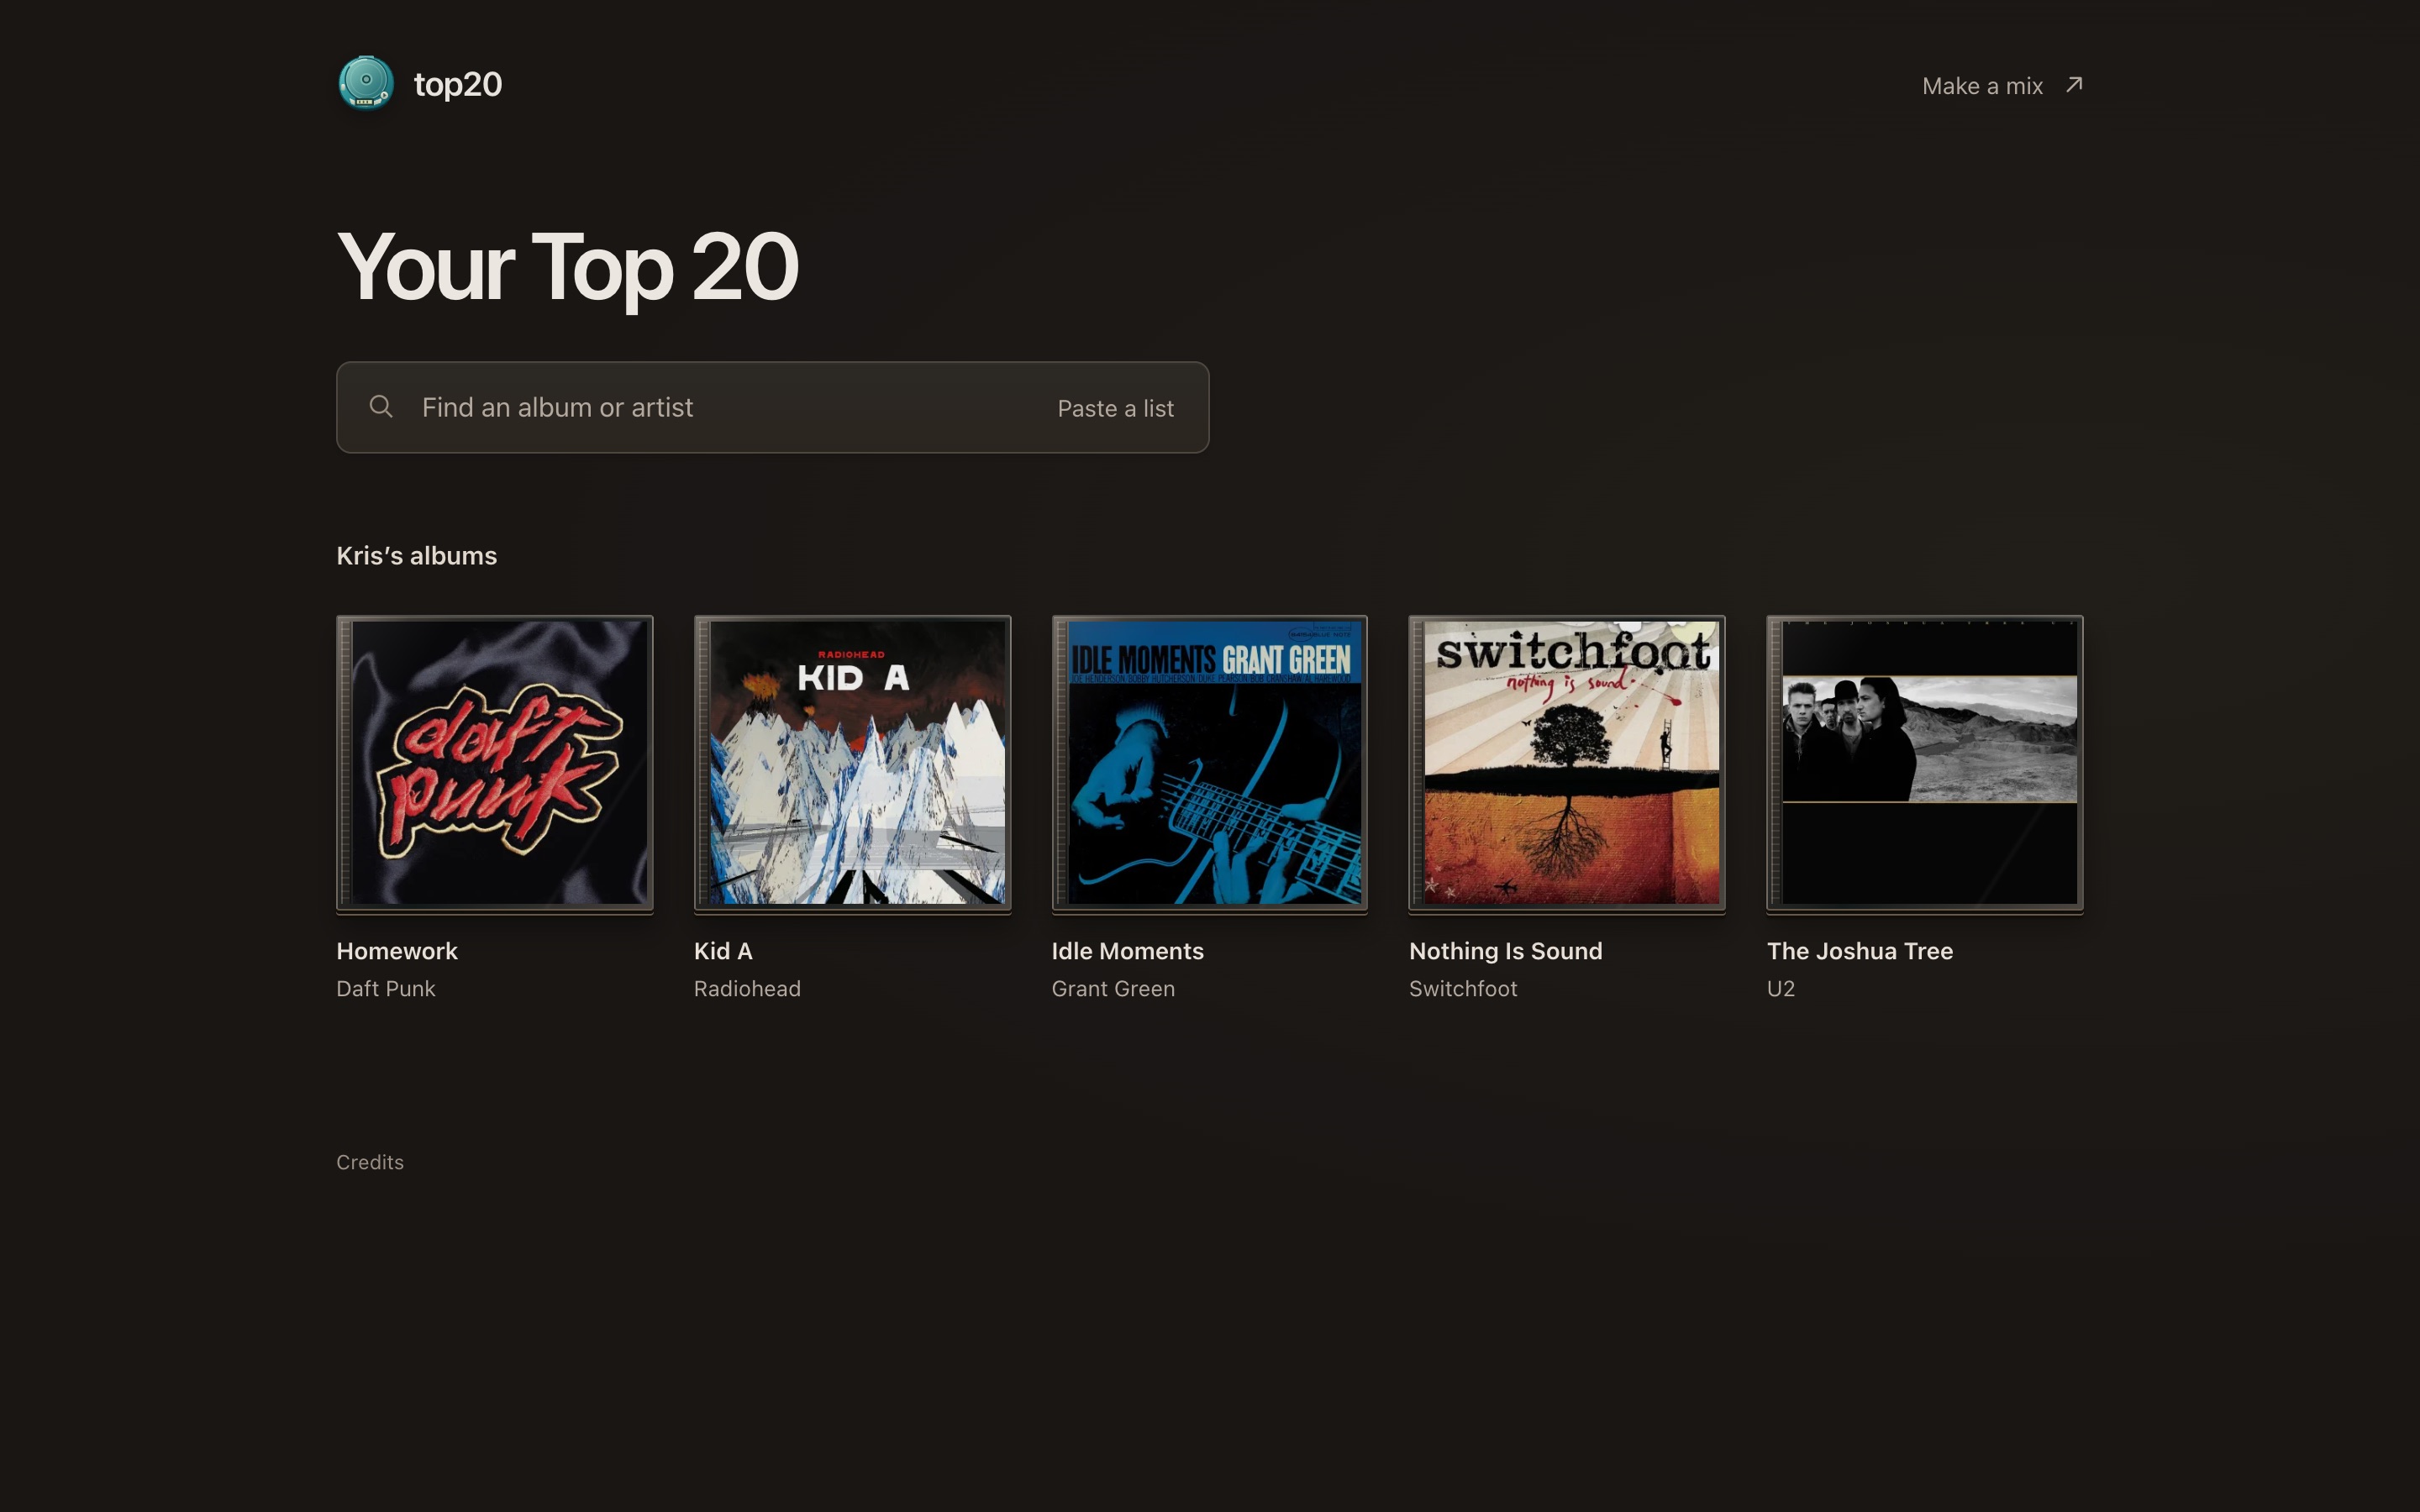 top20
Make a mix
Your Top 20
Find an album or artist
Paste a list
Kris’s albums
daft
punk
RADIOHEAD
KID A
IDLE MOMENTS GRANT GREEN
switchfoot
nothing is sound
Homework
Daft Punk
Kid A
Radiohead
Idle Moments
Grant Green
Nothing Is Sound
Switchfoot
The Joshua Tree
U2
Credits